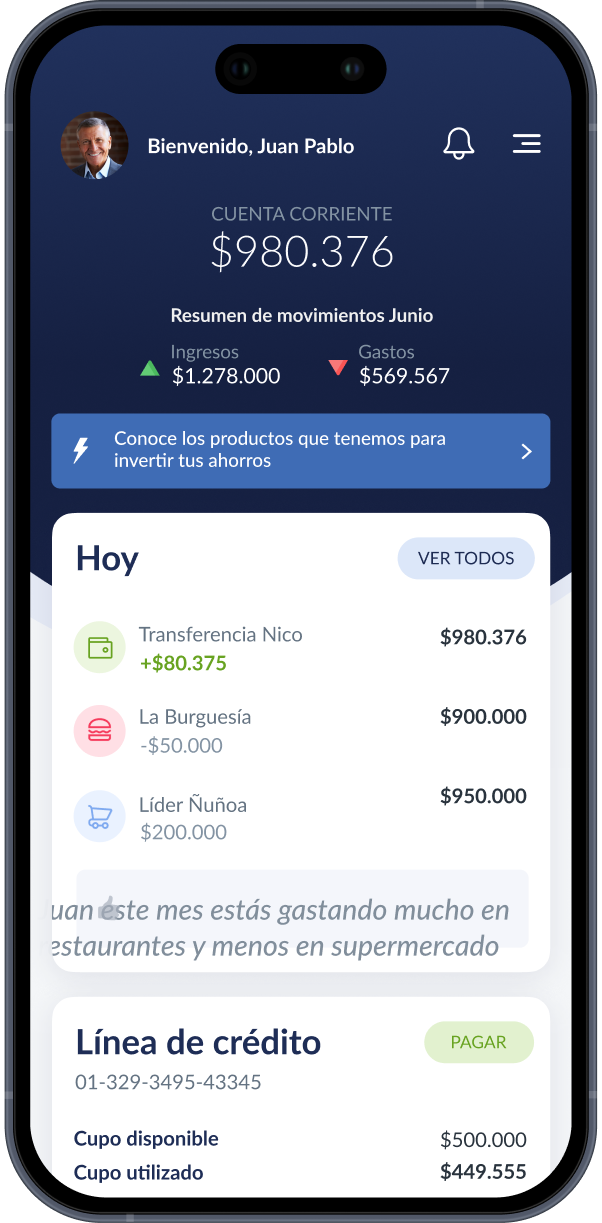 Bienvenido, Juan Pablo
CUENTA CORRIENTE
$980.376
Resumen de movimientos Junio
Ingresos
$1.278.000
Gastos
$569.567
Conoce los productos que tenemos para
invertir tus ahorros
Hoy
VER TODOS
Transferencia Nico
$980.376
+$80.375
La Burguesía
$900.000
-$50.000
Líder Ñuñoa
$950.000
$200.000
uan este mes estás gastando mucho en
estaurantes y menos en supermercado
Línea de crédito
PAGAR
01-329-3495-43345
Cupo disponible
$500.000
Cupo utilizado
$449.555